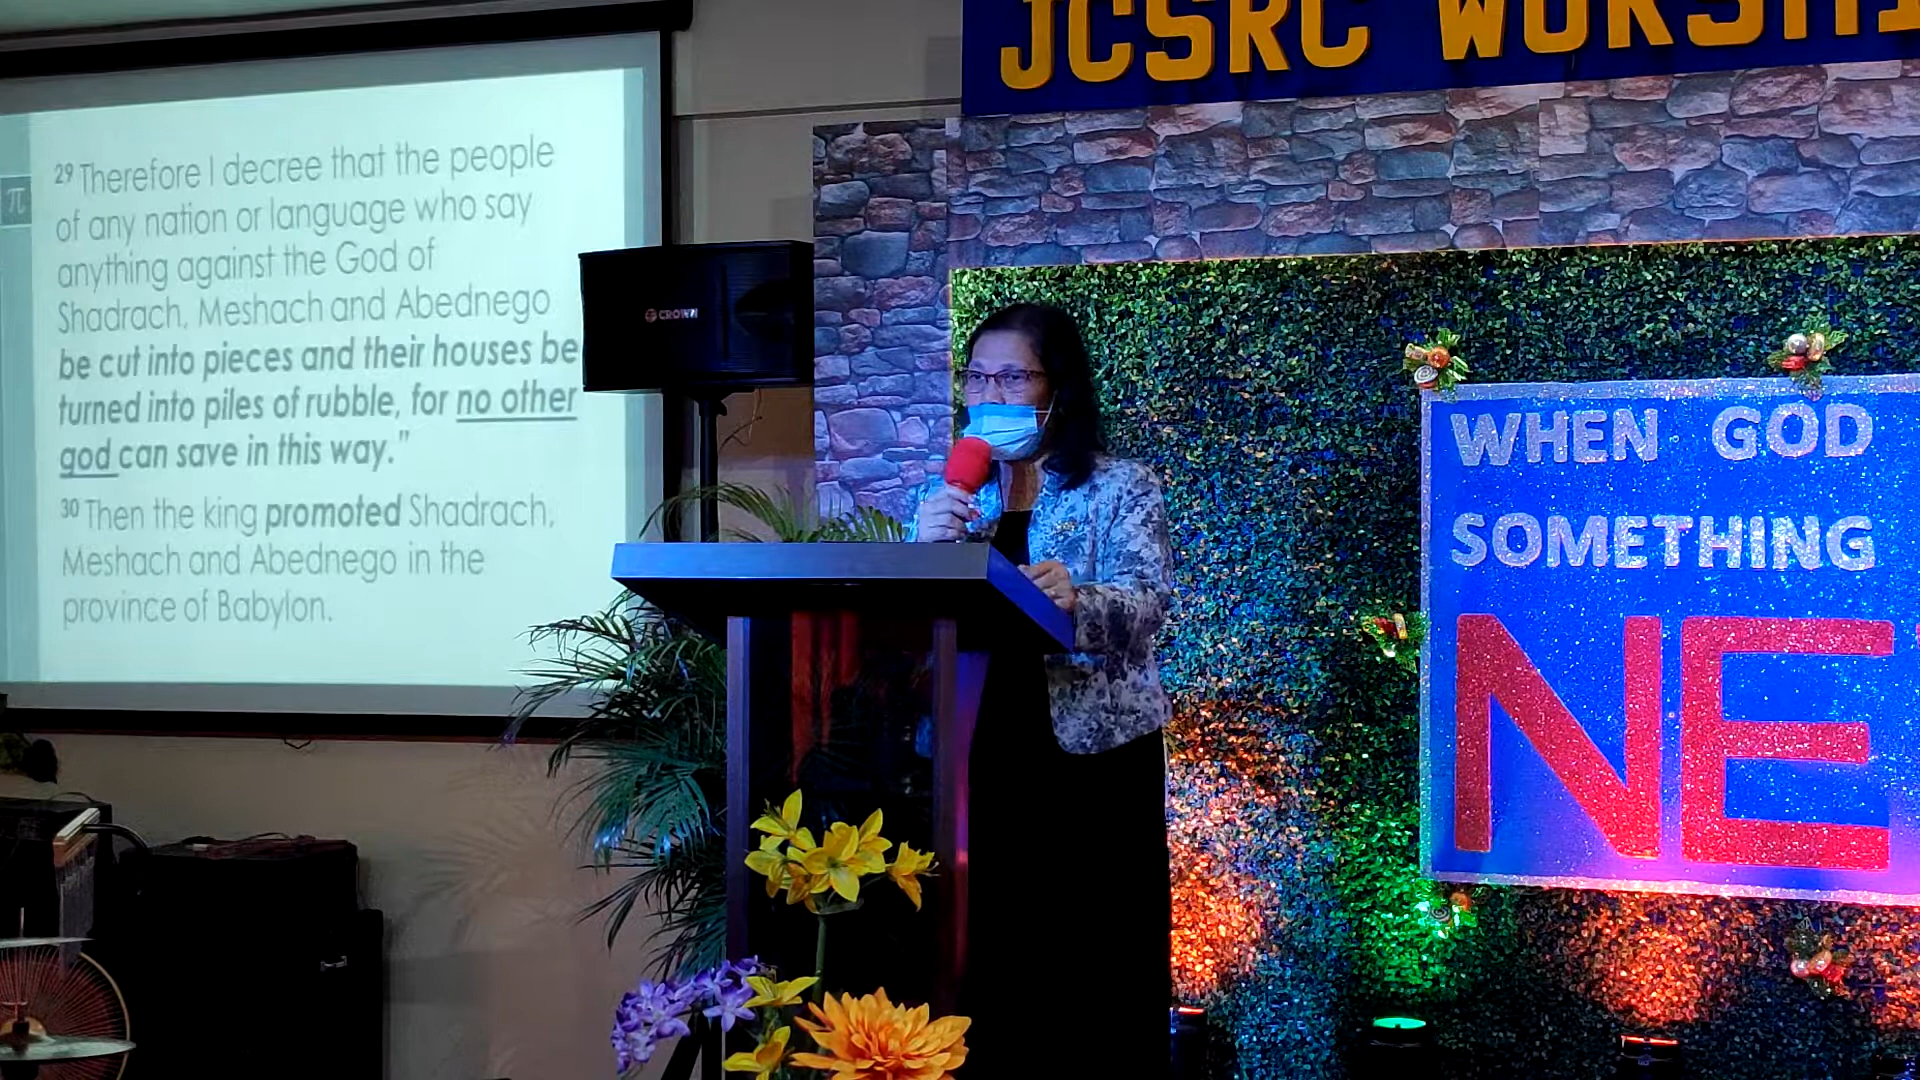 29 Therefore I decree that the people
of any nation or language who say
anything against the God of
Shadrach, Meshach and Abednego
be cut into pieces and their houses be
turned into piles of rubble, for no other
god can save in this way."
30 Then the king promoted Shadrach,
Meshach and Abednego in the
province of Babylon.
π
CROWN
JCSRC WORSHI
WHEN GOD
SOMETHING
NE